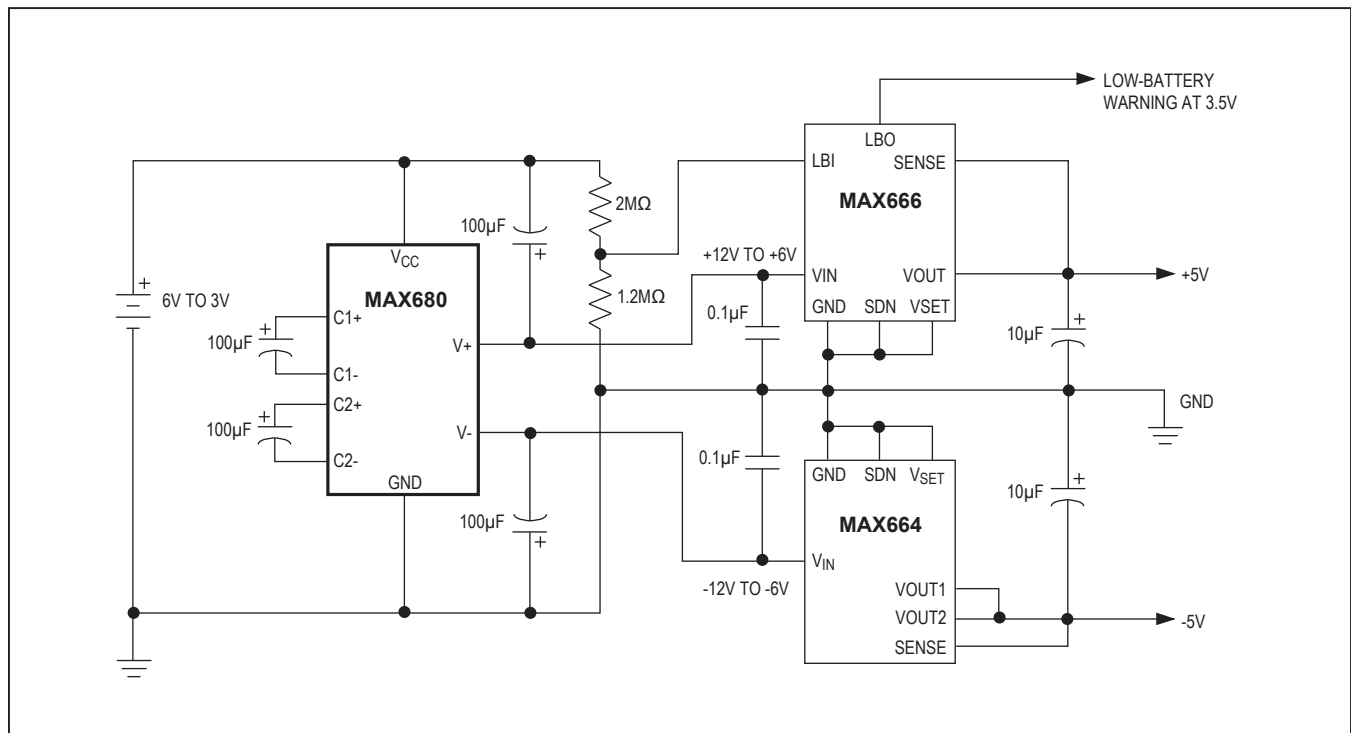 LOW-BATTERY
WARNING AT 3.5V
LBO
LBI
SENSE
MAX666
2MΩ
100µF
+
VCC
+12V TO +6V
VIN
VOUT
+5V
+
6V TO 3V
MAX680
1.2MΩ
C1+
+
100µF
C1-
V+
0.1µF
GND
SDN
VSET
+
10µF
C2+
+
100µF
C2-
V-
GND
GND
0.1µF
GND
SDN
VSET
+
10µF
100µF
+
MAX664
VIN
-12V TO -6V
VOUT1
VOUT2
-5V
SENSE